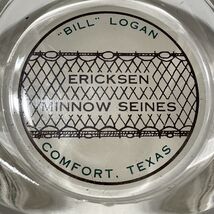 "BILL" LOGAN
ERICKSEN
MINNOW SEINES
COMFORT, TEXAS